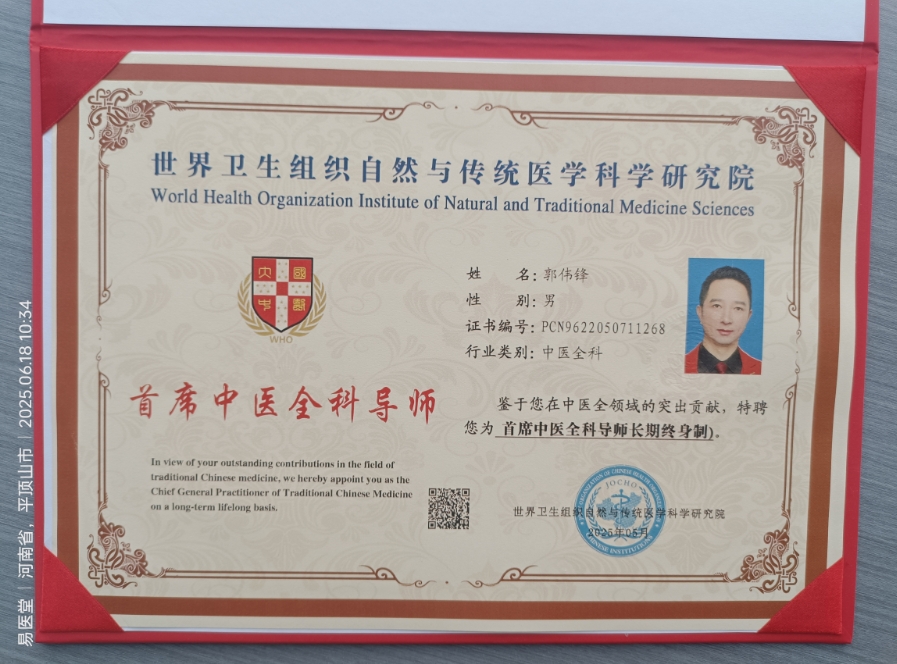 世界卫生组织自然与传统医学科学研究院
World Health Organization Institute of Natural and Traditional Medicine Sciences
大國
中醫
WHO
姓 名: 郭伟锋
性 别: 男
证书编号: PCN9622050711268
行业类别: 中医全科
首席中医全科导师
鉴于您在中医全领域的突出贡献，特聘
您为 首席中医全科导师长期终身制)。
In view of your outstanding contributions in the field of
traditional Chinese medicine, we hereby appoint you as the
Chief General Practitioner of Traditional Chinese Medicine
on a long-term lifelong basis.
世界卫生组织自然与传统医学科学研究院
2025年05月
JOCHO
CHINESE INSTITUTIONS
易医堂 | 河南省，平顶山市 | 2025.06.18 10:34